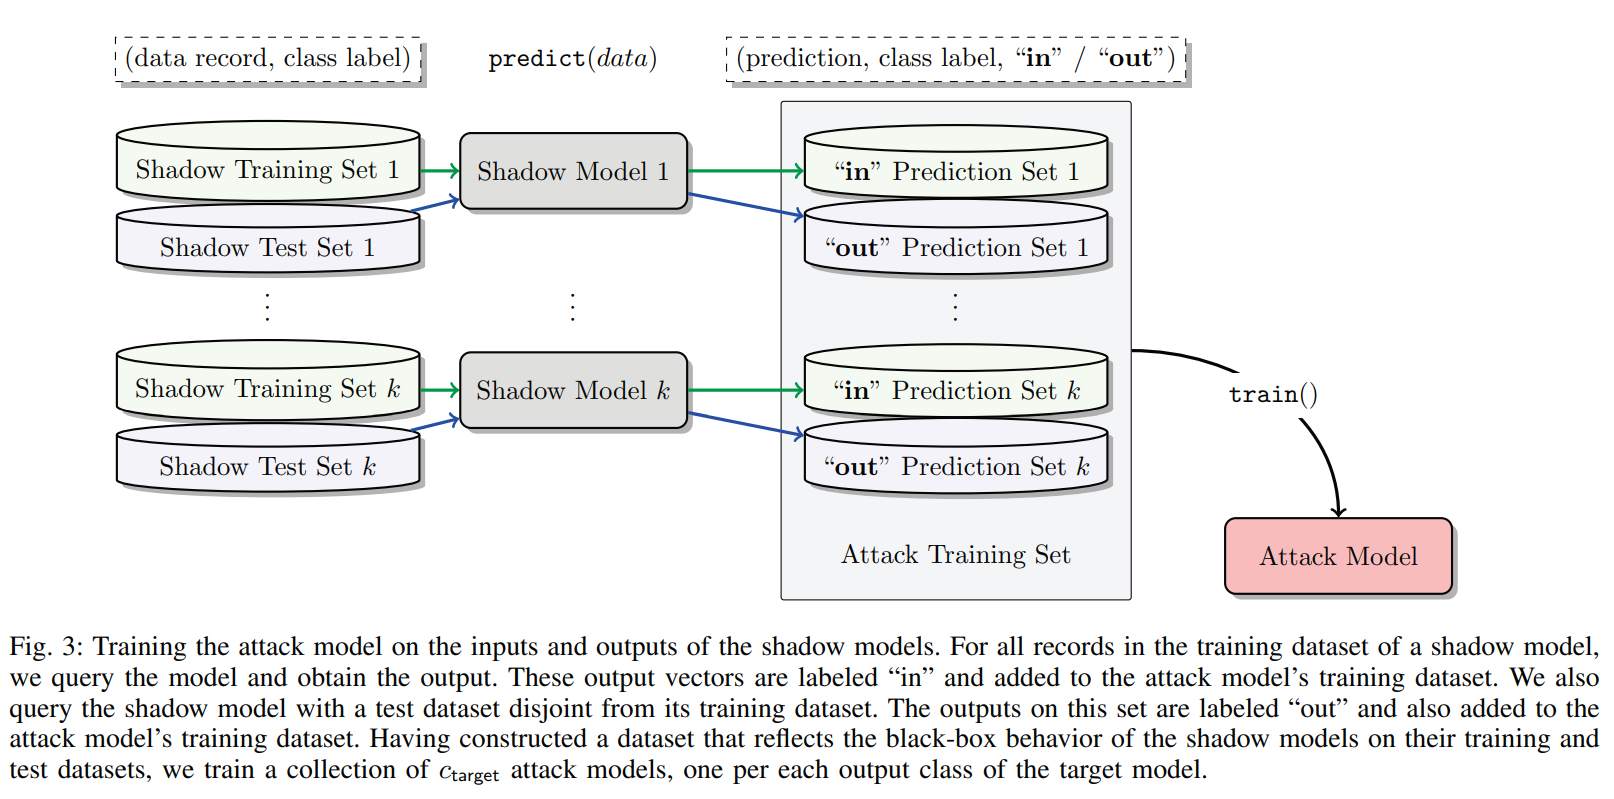 (data record, class label)
predict(data)
(prediction, class label, “in” / “out”)
Shadow Training Set 1
Shadow Model 1
“in” Prediction Set 1
Shadow Test Set 1
“out” Prediction Set 1
⋮ ⋮ ⋮
Shadow Training Set k
Shadow Model k
“in” Prediction Set k
train()
Shadow Test Set k
“out” Prediction Set k
Attack Training Set
Attack Model
Fig. 3: Training the attack model on the inputs and outputs of the shadow models. For all records in the training dataset of a shadow model,
we query the model and obtain the output. These output vectors are labeled “in” and added to the attack model’s training dataset. We also
query the shadow model with a test dataset disjoint from its training dataset. The outputs on this set are labeled “out” and also added to the
attack model’s training dataset. Having constructed a dataset that reflects the black-box behavior of the shadow models on their training and
test datasets, we train a collection of c_target attack models, one per each output class of the target model.